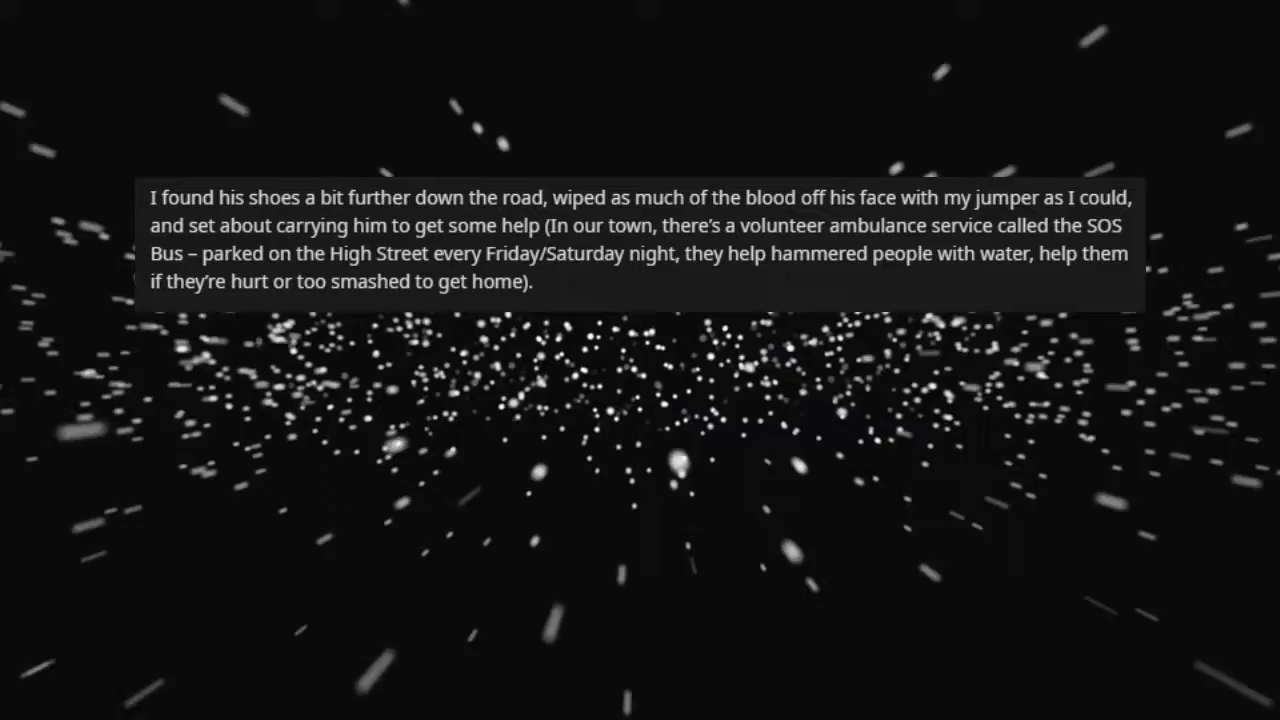 I found his shoes a bit further down the road, wiped as much of the blood off his face with my jumper as I could,
and set about carrying him to get some help (In our town, there’s a volunteer ambulance service called the SOS
Bus – parked on the High Street every Friday/Saturday night, they help hammered people with water, help them
if they’re hurt or too smashed to get home).